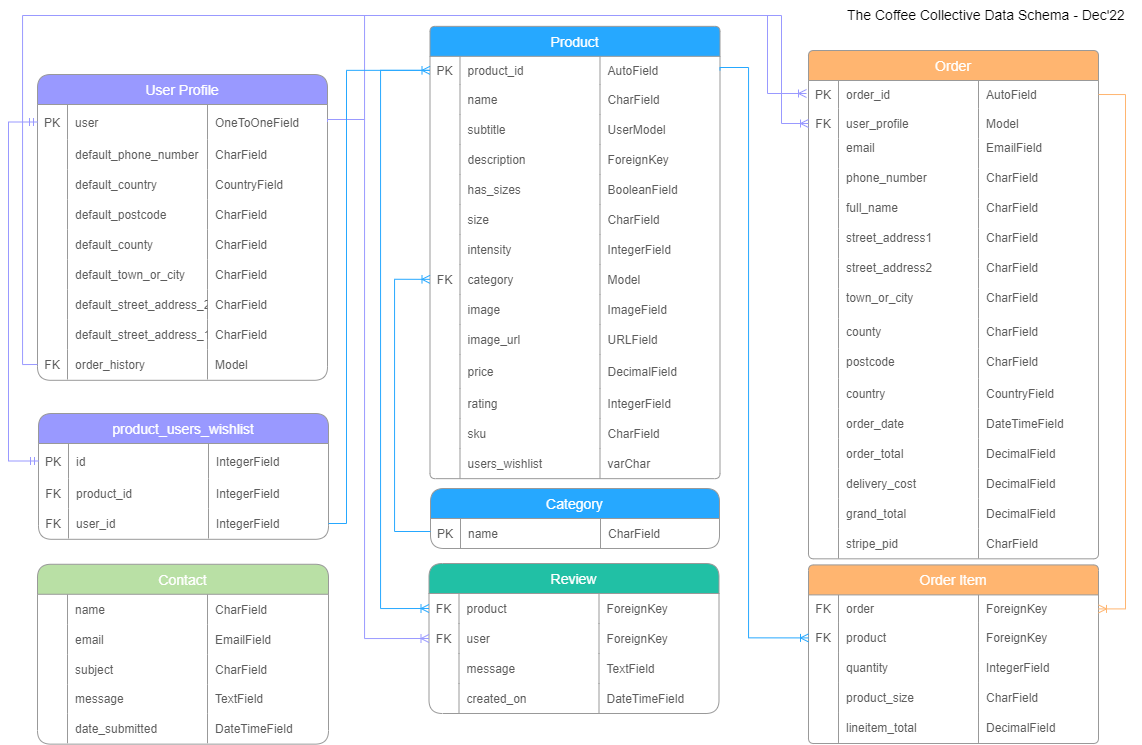 The Coffee Collective Data Schema - Dec'22
User Profile
PK user OneToOneField
default_phone_number CharField
default_country CountryField
default_postcode CharField
default_county CharField
default_town_or_city CharField
default_street_address_2 CharField
default_street_address_1 CharField
FK order_history Model
product_users_wishlist
PK id IntegerField
FK product_id IntegerField
FK user_id IntegerField
Contact
name CharField
email EmailField
subject CharField
message TextField
date_submitted DateTimeField
Product
PK product_id AutoField
name CharField
subtitle UserModel
description ForeignKey
has_sizes BooleanField
size CharField
intensity IntegerField
FK category Model
image ImageField
image_url URLField
price DecimalField
rating IntegerField
sku CharField
users_wishlist varChar
Category
PK name CharField
Review
FK product ForeignKey
FK user ForeignKey
message TextField
created_on DateTimeField
Order
PK order_id AutoField
FK user_profile Model
email EmailField
phone_number CharField
full_name CharField
street_address1 CharField
street_address2 CharField
town_or_city CharField
county CharField
postcode CharField
country CountryField
order_date DateTimeField
order_total DecimalField
delivery_cost DecimalField
grand_total DecimalField
stripe_pid CharField
Order Item
FK order ForeignKey
FK product ForeignKey
quantity IntegerField
product_size CharField
lineitem_total DecimalField